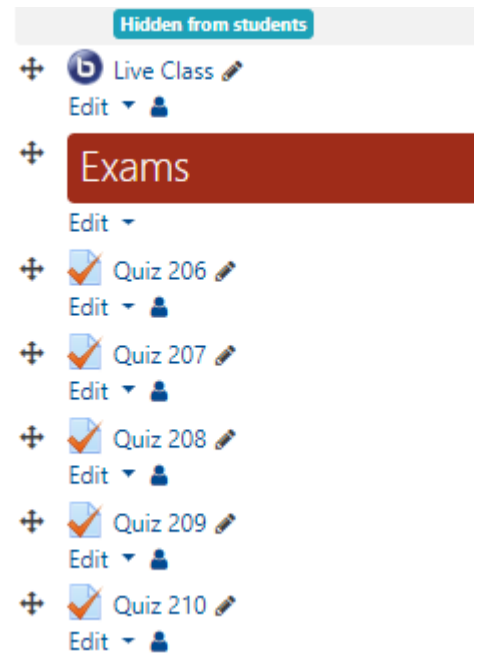 Hidden from students
Live Class
Edit
Exams
Edit
Quiz 206
Edit
Quiz 207
Edit
Quiz 208
Edit
Quiz 209
Edit
Quiz 210
Edit